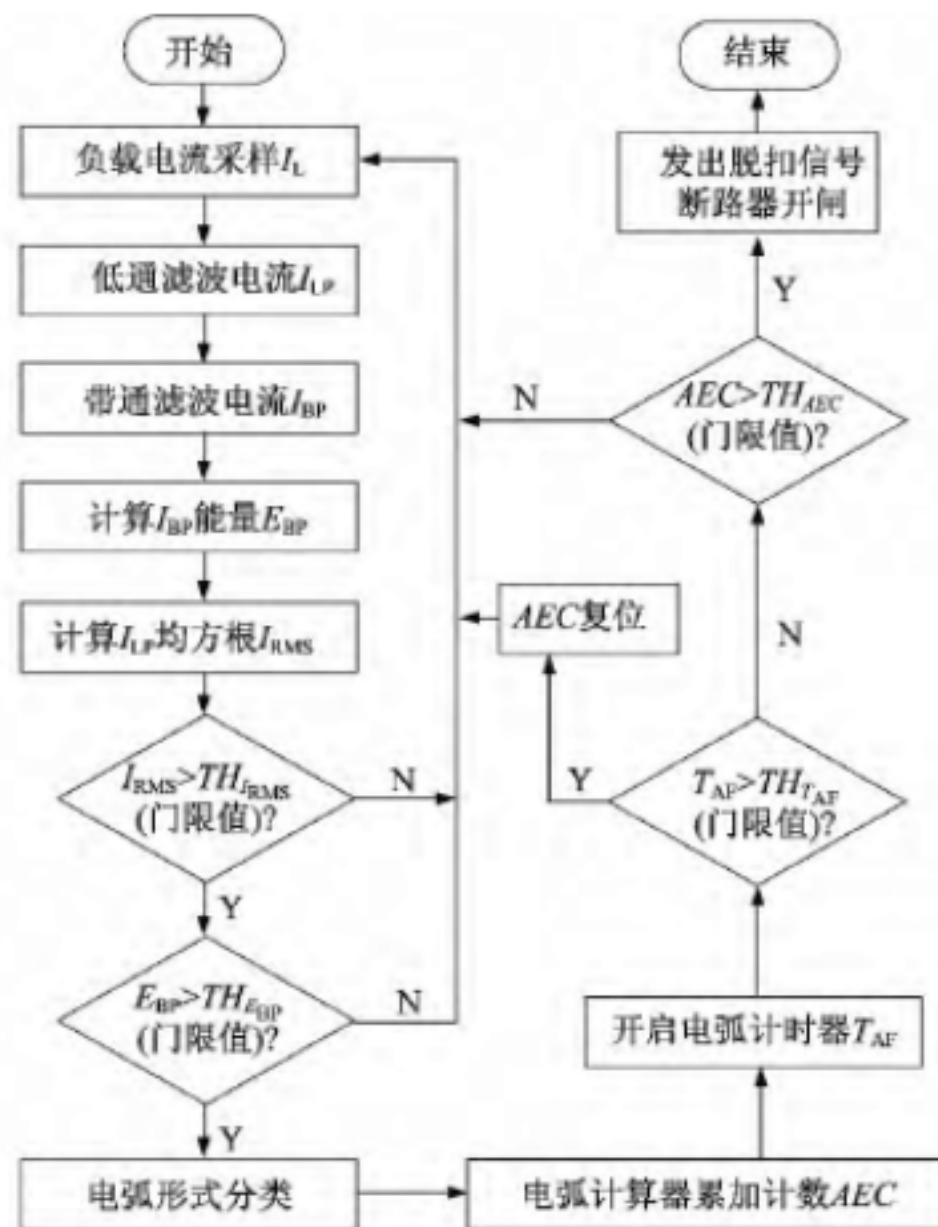 开始
负载电流采样I_L
低通滤波电流I_LP
带通滤波电流I_BP
计算I_BP能量E_BP
计算I_LP均方根I_RMS
I_RMS>TH_I_RMS
(门限值)?
N
Y
E_BP>TH_E_BP
(门限值)?
N
Y
电弧形式分类
电弧计算器累加计数AEC
开启电弧计时器T_AF
T_AF>TH_T_AF
(门限值)?
Y
AEC复位
N
AEC>TH_AEC
(门限值)?
N
Y
发出脱扣信号
断路器开闸
结束